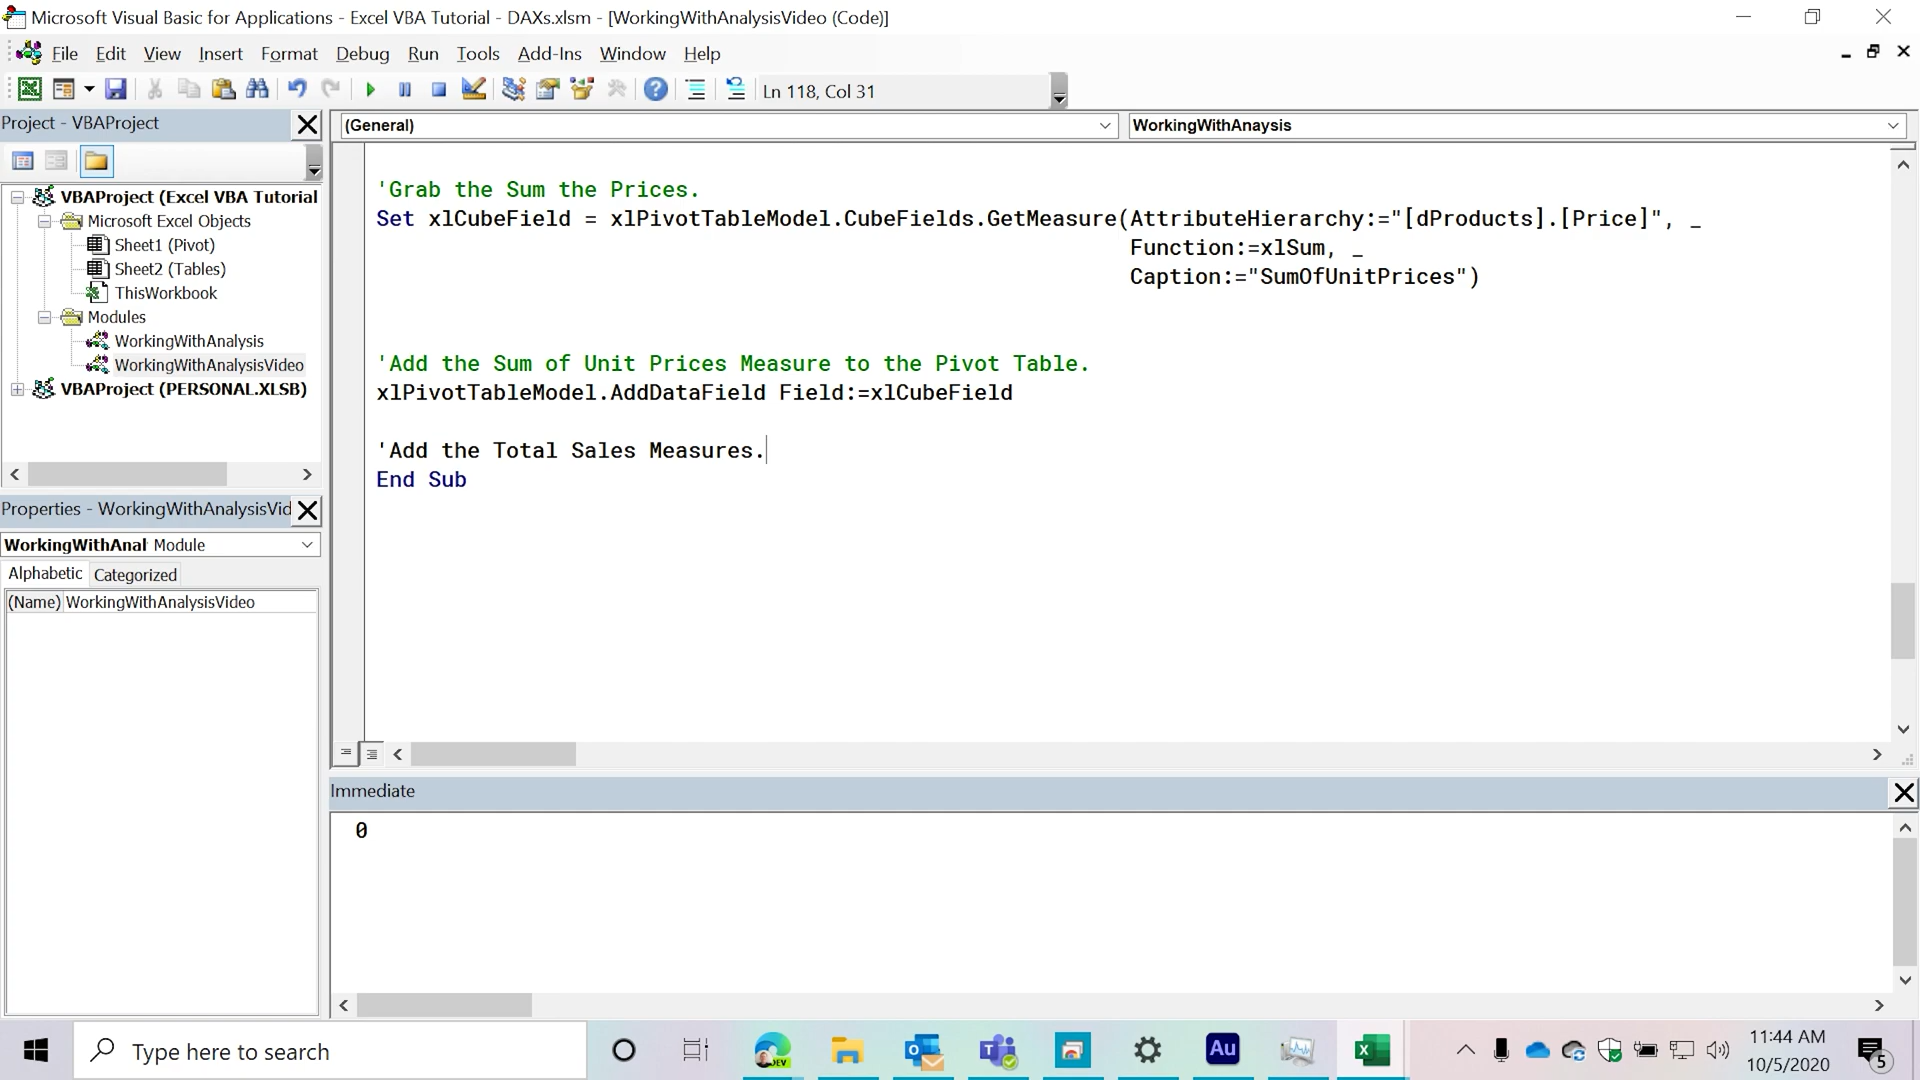 Microsoft Visual Basic for Applications - Excel VBA Tutorial - DAXs.xlsm - [WorkingWithAnalysisVideo (Code)]
File Edit View Insert Format Debug Run Tools Add-Ins Window Help
Ln 118, Col 31
Project - VBAProject
(General)
WorkingWithAnaysis
VBAProject (Excel VBA Tutorial
Microsoft Excel Objects
Sheet1 (Pivot)
Sheet2 (Tables)
ThisWorkbook
Modules
WorkingWithAnalysis
WorkingWithAnalysisVideo
VBAProject (PERSONAL.XLSB)
Properties - WorkingWithAnalysisVid
WorkingWithAnal Module
Alphabetic Categorized
(Name) WorkingWithAnalysisVideo
'Grab the Sum the Prices.
Set xlCubeField = xlPivotTableModel.CubeFields.GetMeasure(AttributeHierarchy:="[dProducts].[Price]", _
Function:=xlSum, _
Caption:="SumOfUnitPrices")
'Add the Sum of Unit Prices Measure to the Pivot Table.
xlPivotTableModel.AddDataField Field:=xlCubeField
'Add the Total Sales Measures.
End Sub
Immediate
0
Type here to search
DEV
Au
11:44 AM
10/5/2020
5